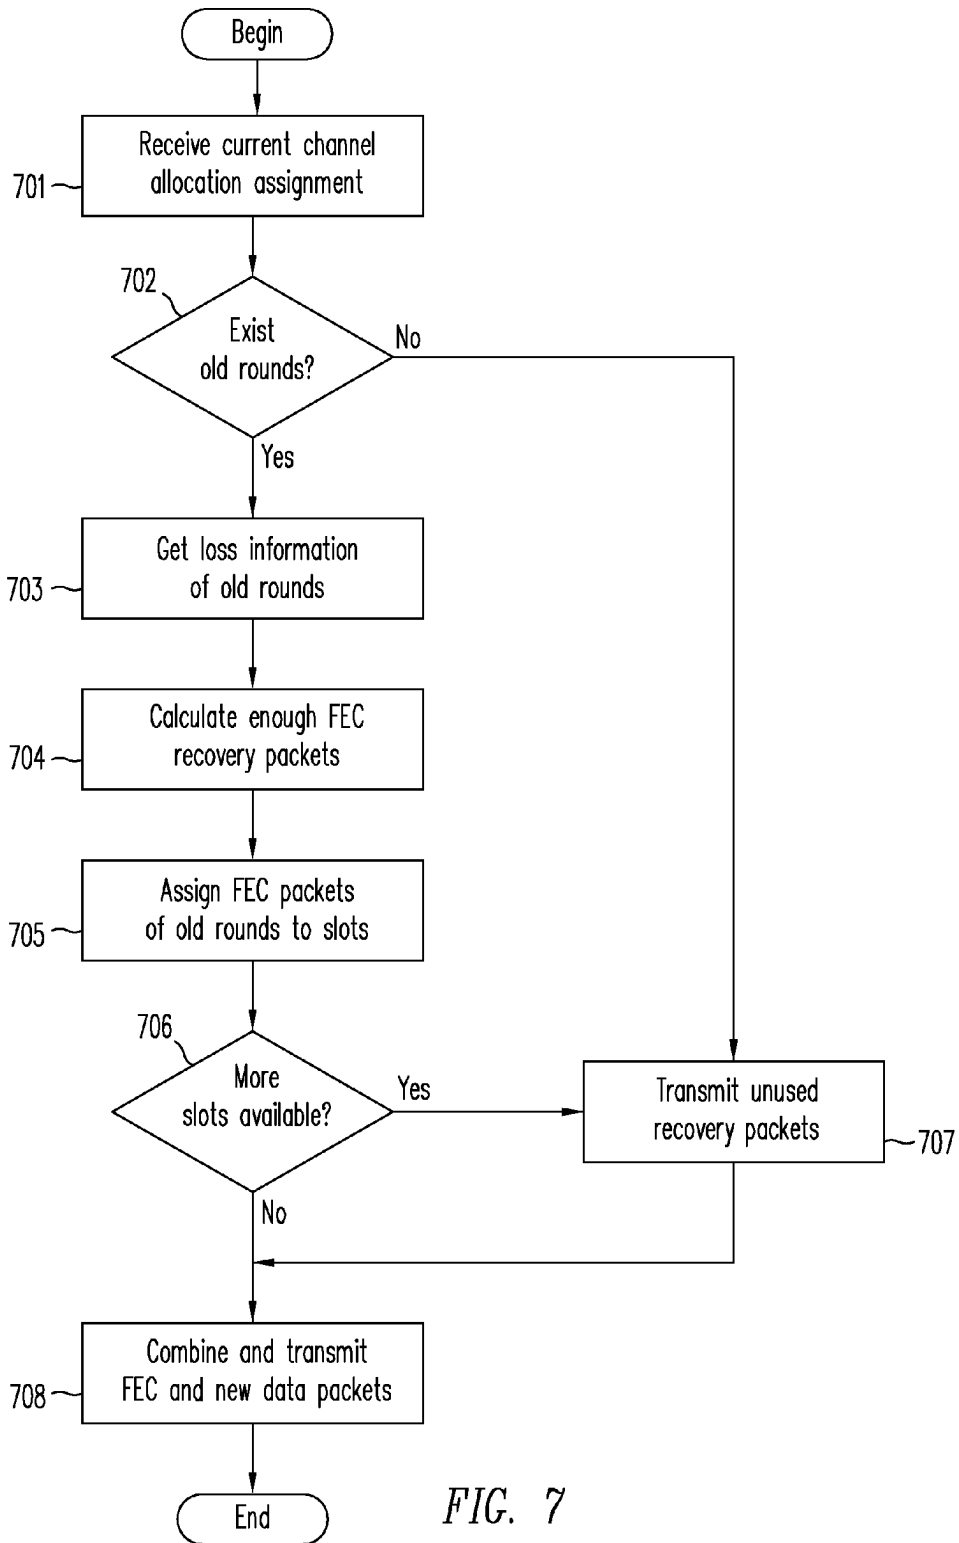 Begin
Receive current channel
allocation assignment
701
702
Exist
old rounds?
No
Yes
Get loss information
of old rounds
703
Calculate enough FEC
recovery packets
704
Assign FEC packets
of old rounds to slots
705
706
More
slots available?
Yes
Transmit unused
recovery packets
707
No
Combine and transmit
FEC and new data packets
708
End
FIG. 7